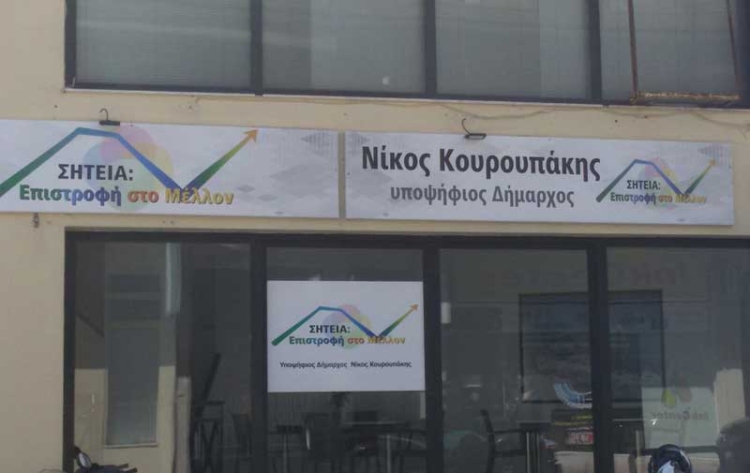 ΣΗΤΕΙΑ:
Επιστροφή στο Μέλλον
Νίκος Κουρουπάκης
υποψήφιος Δήμαρχος
ΣΗΤΕΙΑ:
Επιστροφή στο Μέλλον
ΣΗΤΕΙΑ:
Επιστροφή στο Μέλλον
Υποψήφιος Δήμαρχος Νίκος Κουρουπάκης